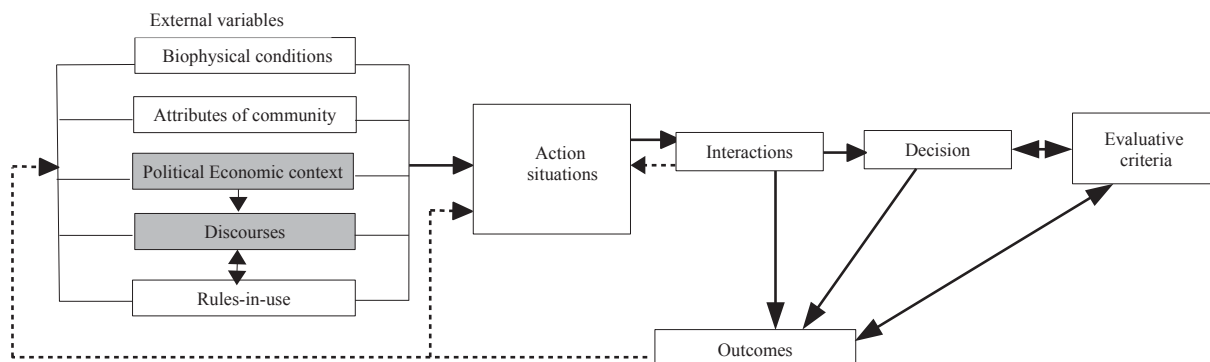 External variables
Biophysical conditions
Attributes of community
Political Economic context
Discourses
Rules-in-use
Action
situations
Interactions
Decision
Evaluative
criteria
Outcomes